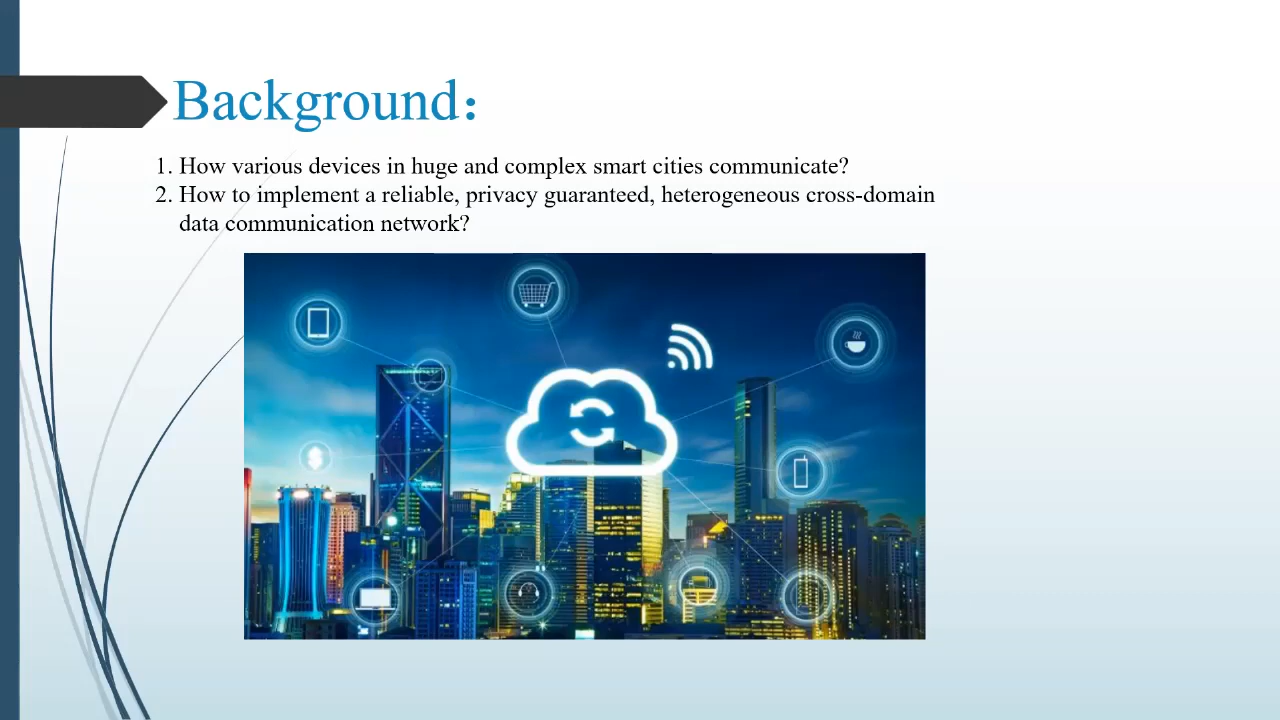 Background：
1. How various devices in huge and complex smart cities communicate?
2. How to implement a reliable, privacy guaranteed, heterogeneous cross-domain
data communication network?